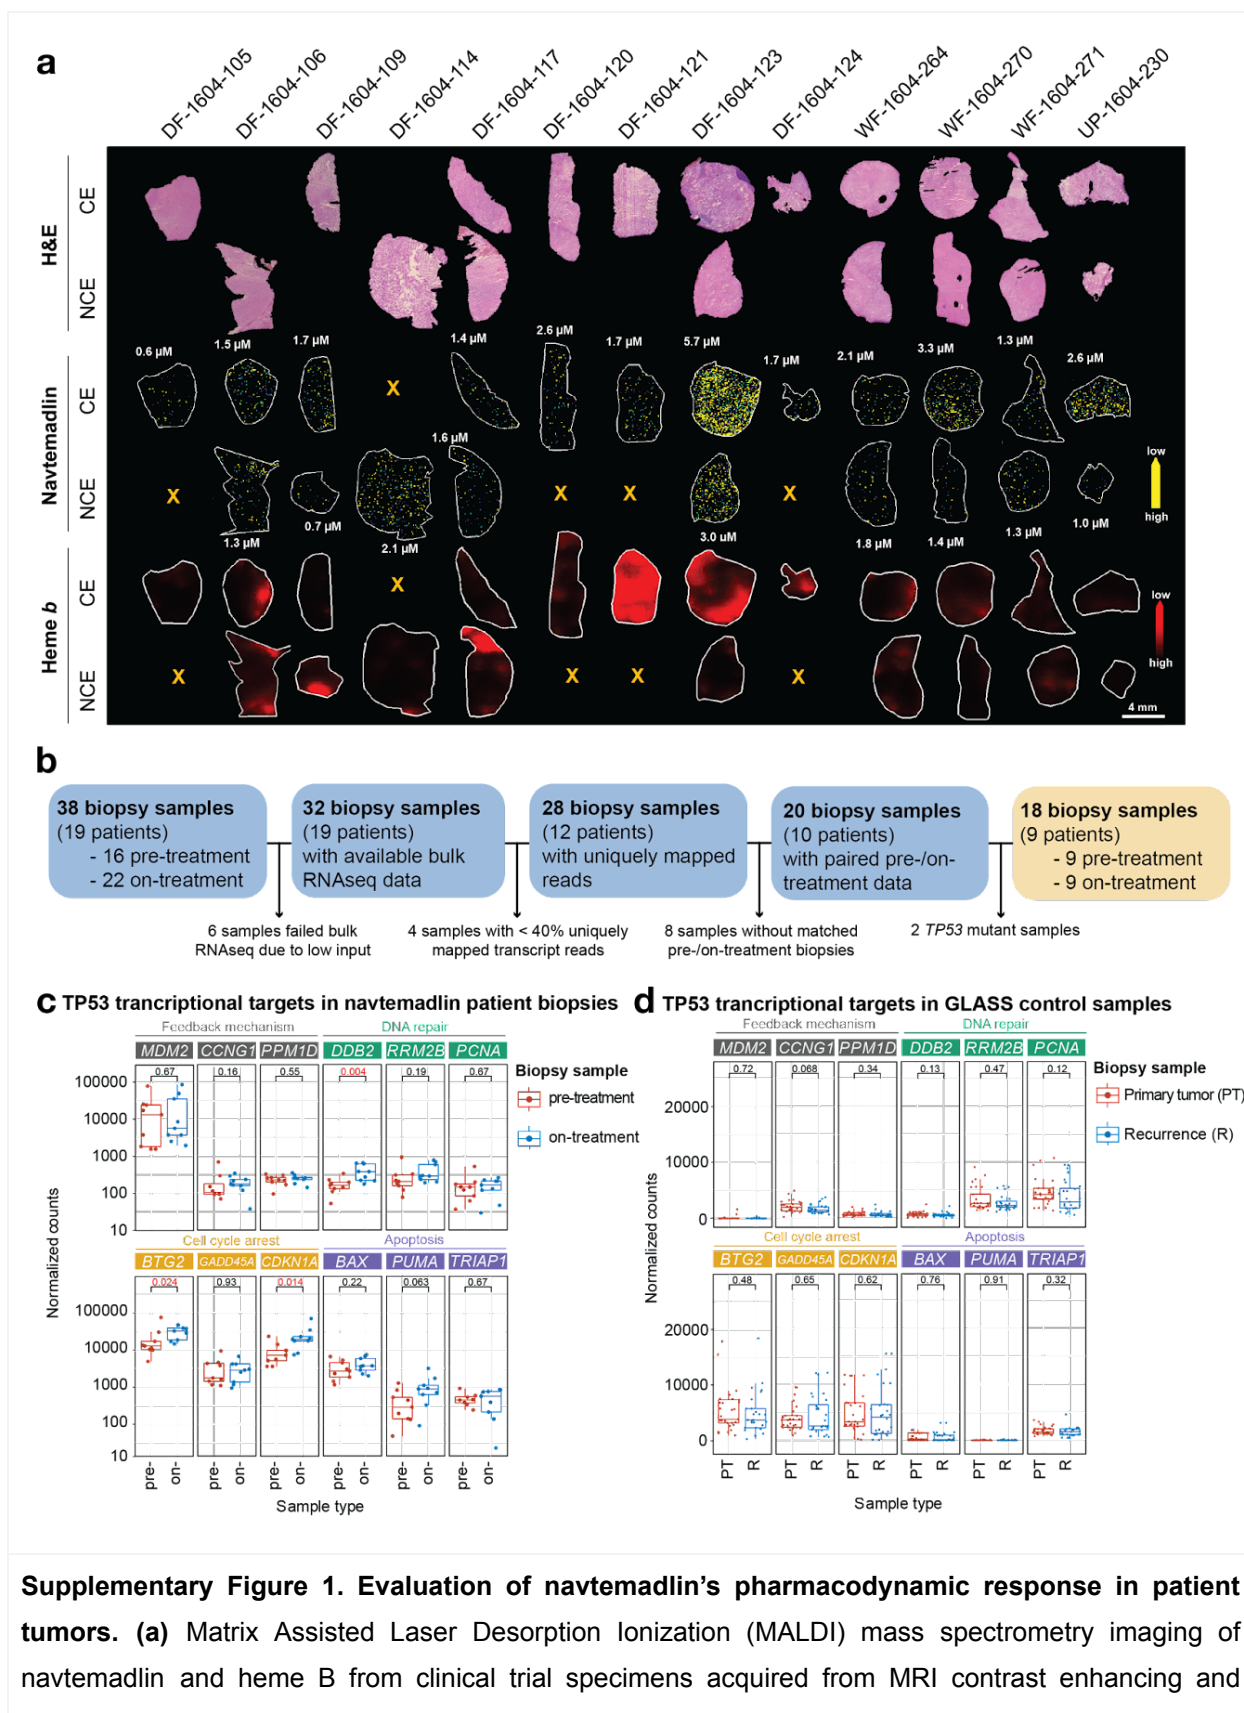 a
DF-1604-105
DF-1604-106
DF-1604-109
DF-1604-114
DF-1604-117
DF-1604-120
DF-1604-121
DF-1604-123
DF-1604-124
WF-1604-264
WF-1604-270
WF-1604-271
UP-1604-230
H&E
CE
NCE
Navtemadlin
CE
NCE
0.6 µM
1.5 µM
1.7 µM
X
1.4 µM
2.6 µM
1.7 µM
5.7 µM
1.7 µM
2.1 µM
3.3 µM
1.3 µM
2.6 µM
X
1.3 µM
0.7 µM
2.1 µM
1.6 µM
X
X
3.0 uM
X
1.8 µM
1.4 µM
1.3 µM
1.0 µM
low
high
Heme b
CE
NCE
X
X
X
X
X
low
high
4 mm
b
38 biopsy samples
(19 patients)
- 16 pre-treatment
- 22 on-treatment
32 biopsy samples
(19 patients)
with available bulk
RNAseq data
28 biopsy samples
(12 patients)
with uniquely mapped
reads
20 biopsy samples
(10 patients)
with paired pre-/on-
treatment data
18 biopsy samples
(9 patients)
- 9 pre-treatment
- 9 on-treatment
6 samples failed bulk
RNAseq due to low input
4 samples with < 40% uniquely
mapped transcript reads
8 samples without matched
pre-/on-treatment biopsies
2 TP53 mutant samples
c TP53 trancriptional targets in navtemadlin patient biopsies
Feedback mechanism DNA repair
MDM2 CCNG1 PPM1D DDB2 RRM2B PCNA
0.67 0.16 0.55 0.004 0.19 0.67
100000
10000
1000
100
10
Biopsy sample
pre-treatment
on-treatment
Normalized counts
Cell cycle arrest Apoptosis
BTG2 GADD45A CDKN1A BAX PUMA TRIAP1
0.024 0.93 0.014 0.22 0.063 0.67
100000
10000
1000
100
10
pre- on- pre- on- pre- on- pre- on- pre- on- pre- on-
Sample type
d TP53 trancriptional targets in GLASS control samples
Feedback mechanism DNA repair
MDM2 CCNG1 PPM1D DDB2 RRM2B PCNA
0.72 0.068 0.34 0.13 0.47 0.12
20000
10000
0
Biopsy sample
Primary tumor (PT)
Recurrence (R)
Normalized counts
Cell cycle arrest Apoptosis
BTG2 GADD45A CDKN1A BAX PUMA TRIAP1
0.48 0.65 0.62 0.76 0.91 0.32
20000
10000
0
PT R PT R PT R PT R PT R PT R
Sample type
Supplementary Figure 1. Evaluation of navtemadlin's pharmacodynamic response in patient
tumors. (a) Matrix Assisted Laser Desorption Ionization (MALDI) mass spectrometry imaging of
navtemadlin and heme B from clinical trial specimens acquired from MRI contrast enhancing and